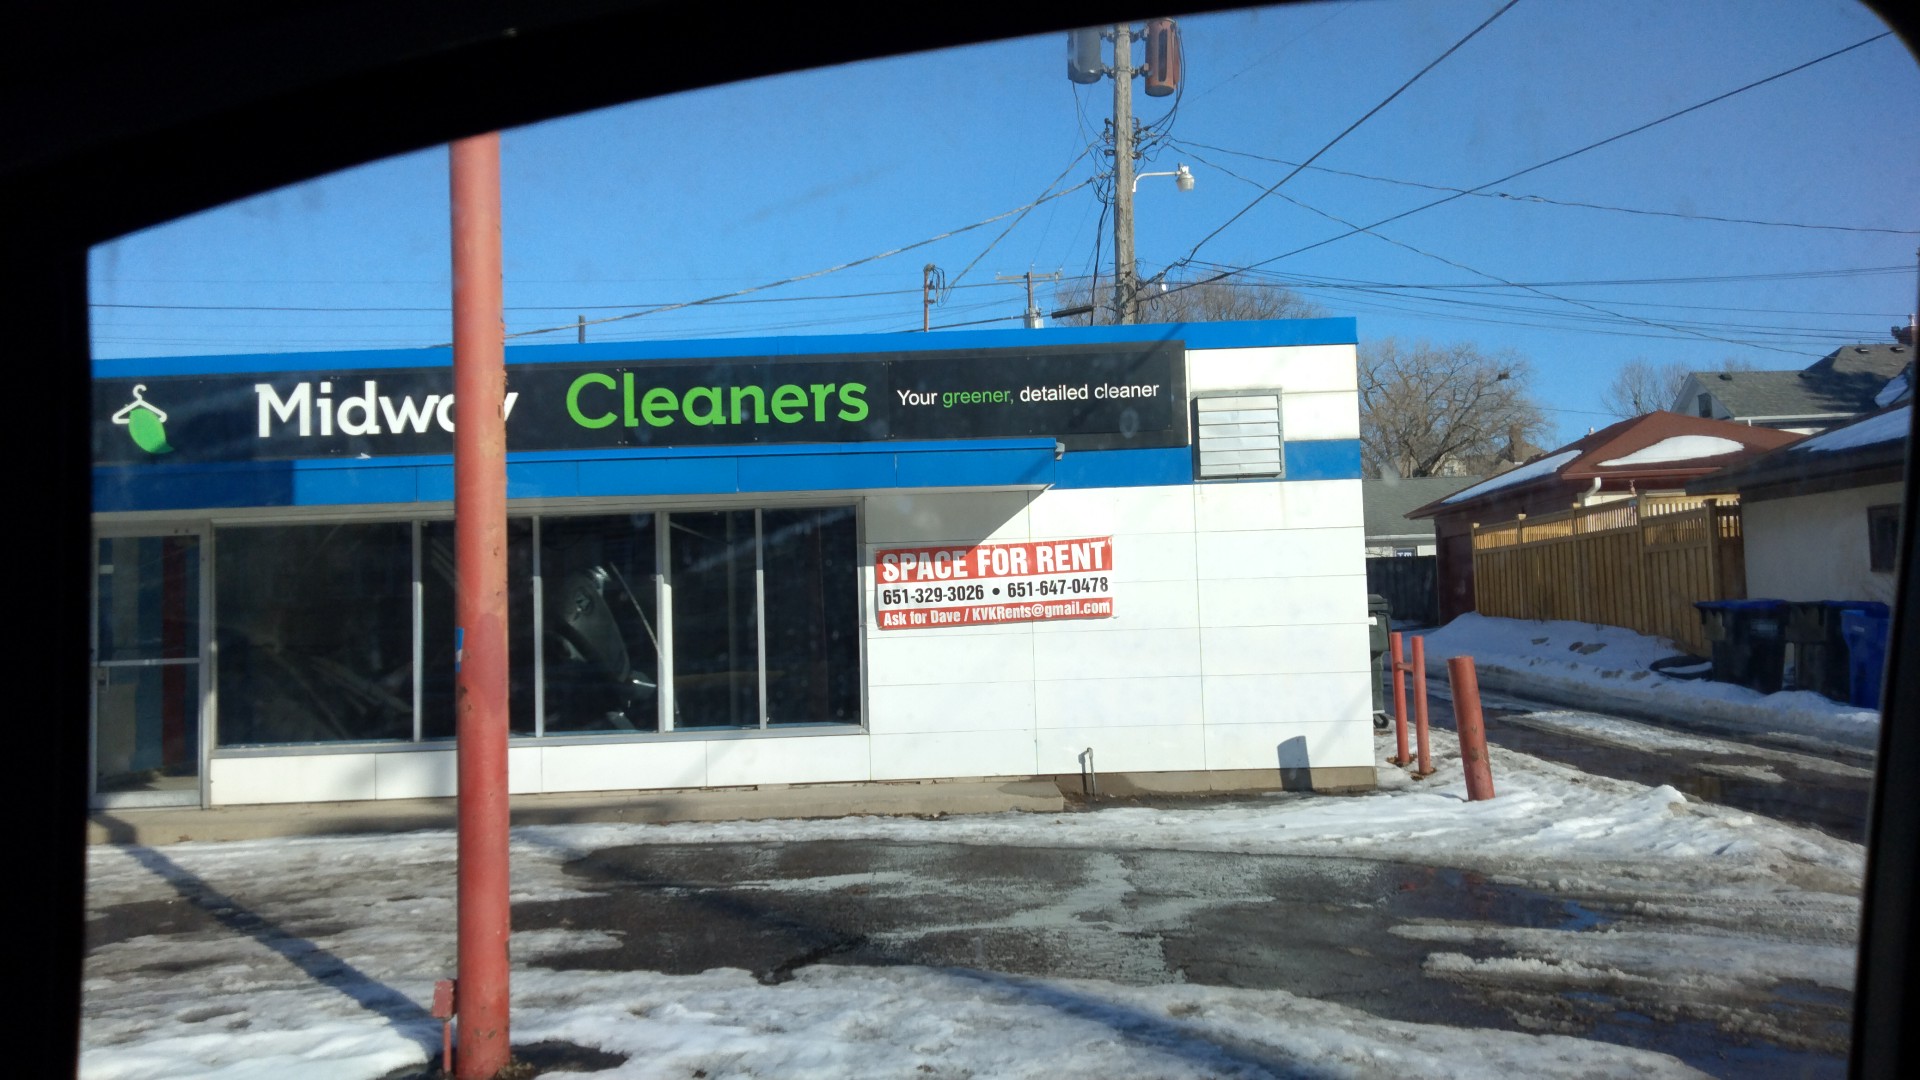 Midway Cleaners Your greener, detailed cleaner
SPACE FOR RENT
651-329-3026 • 651-647-0478
Ask for Dave / KVKRents@gmail.com